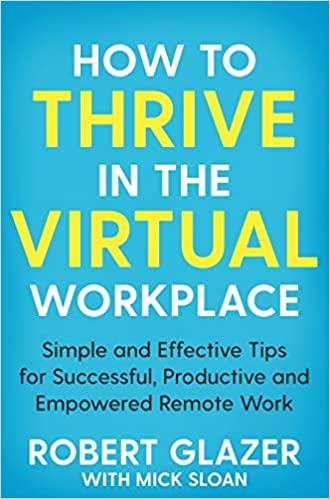 HOW TO
THRIVE
IN THE
VIRTUAL
WORKPLACE
Simple and Effective Tips
for Successful, Productive and
Empowered Remote Work
ROBERT GLAZER
WITH MICK SLOAN